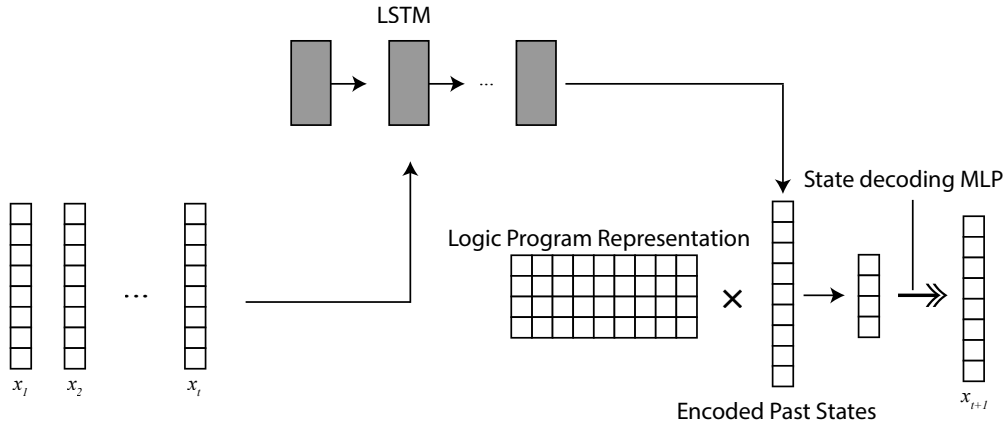 LSTM
...
State decoding MLP
Logic Program Representation
×
...
x1
x2
xt
xt+1
Encoded Past States